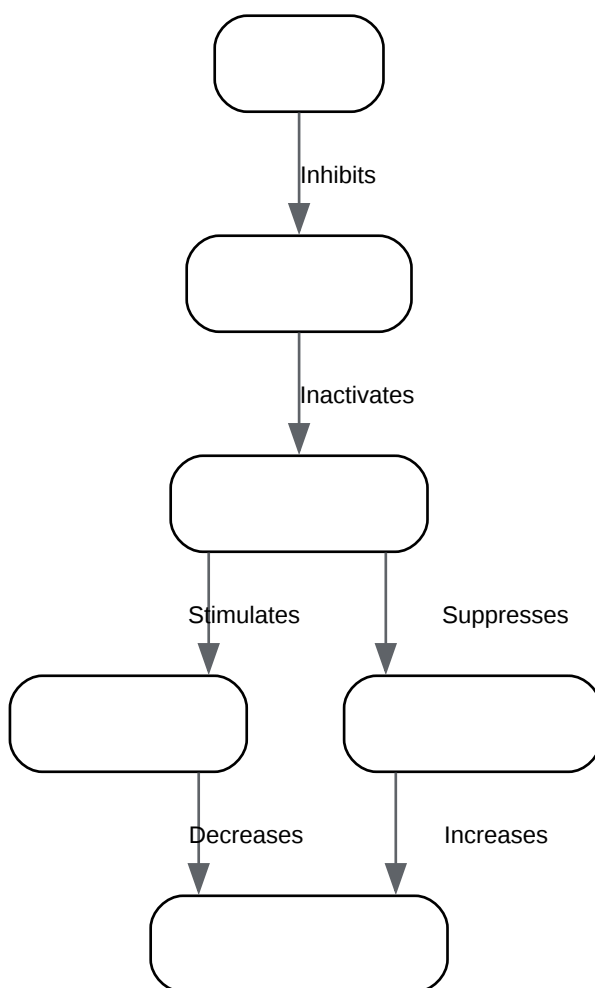 Inhibits
Inactivates
Stimulates
Suppresses
Decreases
Increases